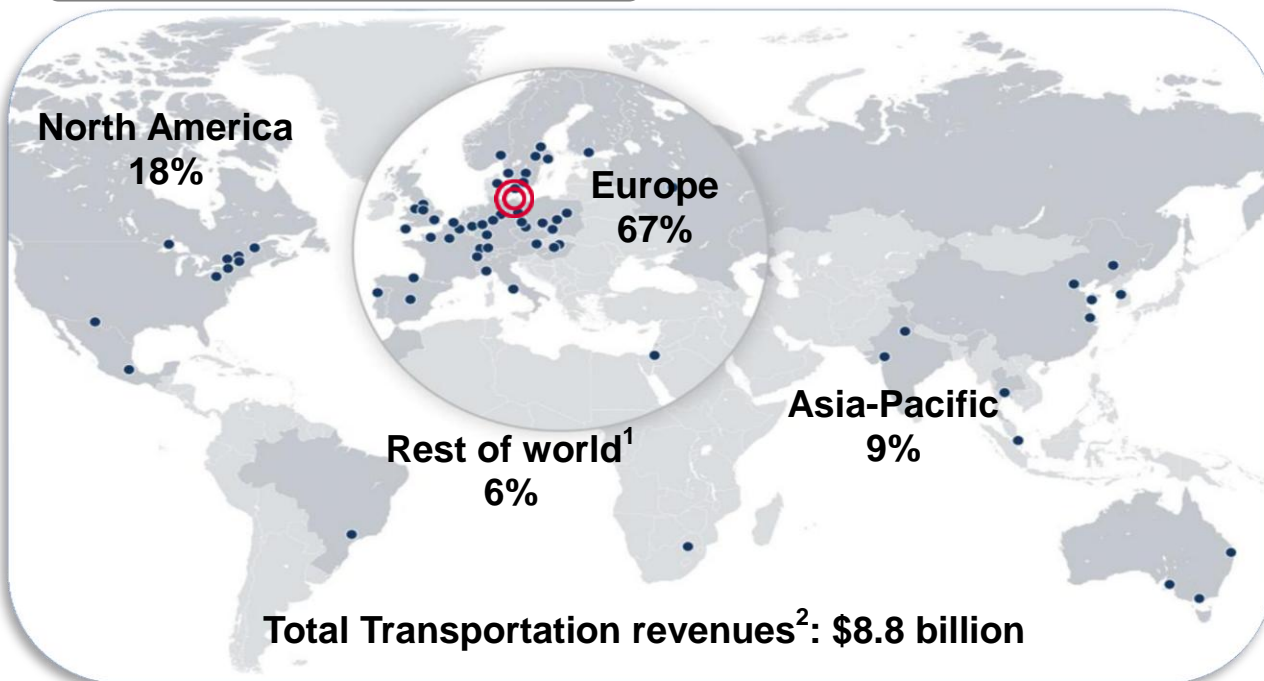 North America
18%
Europe
67%
Asia-Pacific
9%
Rest of world¹
6%
Total Transportation revenues²: $8.8 billion